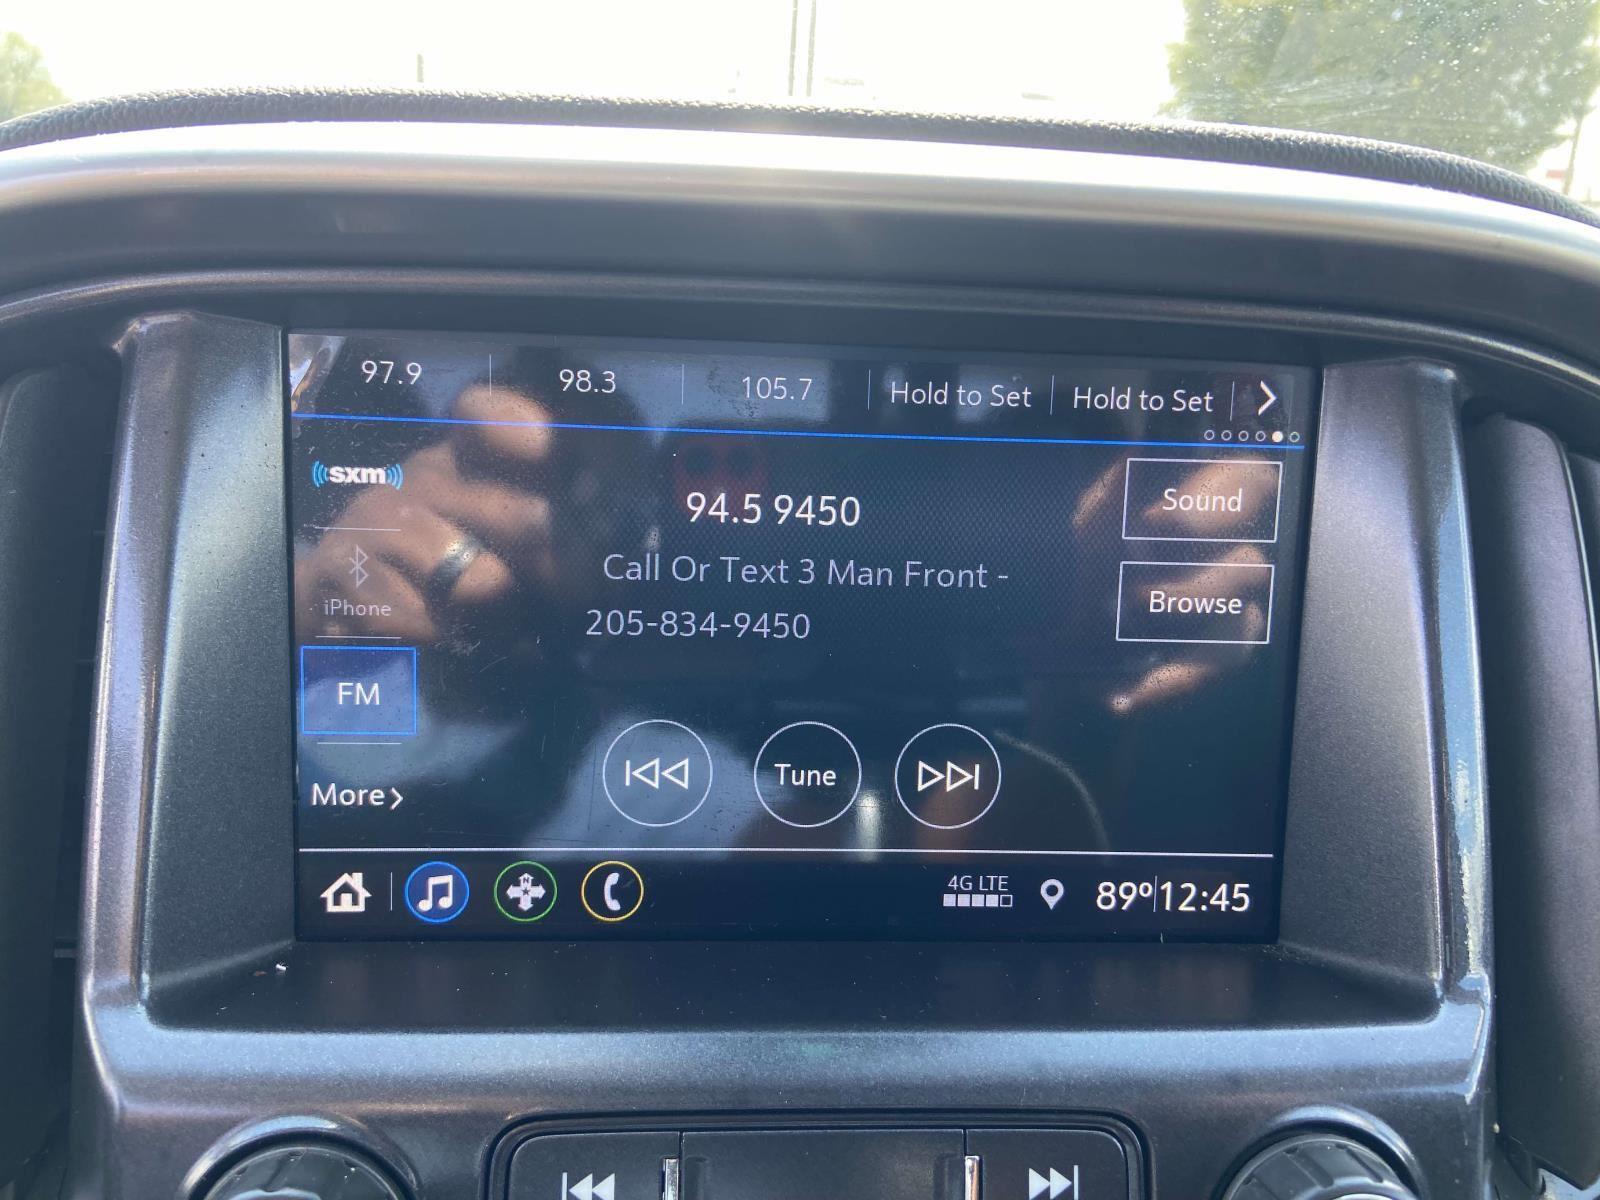 97.9 98.3 105.7 Hold to Set Hold to Set
sxm
94.5 9450
Sound
Call Or Text 3 Man Front -
205-834-9450
iPhone
Browse
FM
Tune
More
N
4G LTE
89° 12:45